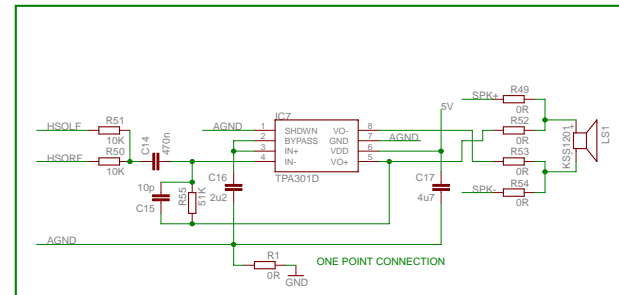 HSOLF
R51
10K
HSORF
R50
10K
C14
470n
10p
C15
R55
51K
AGND
IC7
1 SHDWN VO- 8
2 BYPASS GND 7
3 IN+ VDD 6
4 IN- VO+ 5
TPA301D
AGND
C16
2u2
5V
C17
4u7
SPK+
R49
0R
R52
0R
R53
0R
SPK-
R54
0R
+
KSS1201
LS1
AGND
R1
0R
GND
ONE POINT CONNECTION